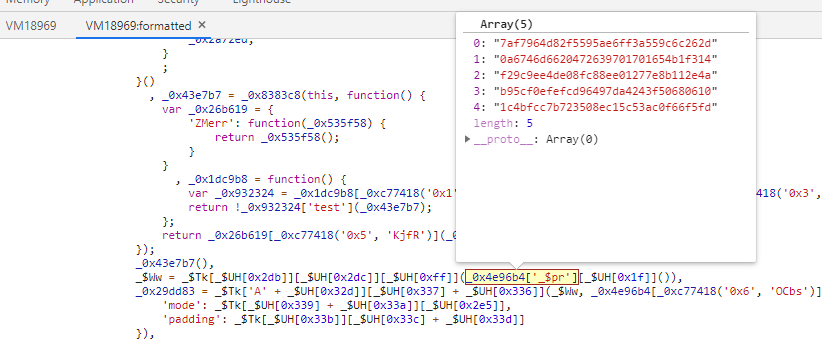 Memory Application Security Lighthouse
VM18969 VM18969:formatted ×
_0x2a72ed;
}
;
}()
, _0x43e7b7 = _0x8383c8(this, function() {
var _0x26b619 = {
'ZMerr': function(_0x535f58) {
return _0x535f58();
}
}
, _0x1dc9b8 = function() {
var _0x932324 = _0x1dc9b8[_0xc77418('0x1' 418('0x3',
return !_0x932324['test'](_0x43e7b7);
};
return _0x26b619[_0xc77418('0x5', 'KjfR')](_0
});
_0x43e7b7(),
_$Ww = _$Tk[_$UH[0x2db]][_$UH[0x2dc]][_$UH[0xff]](_0x4e96b4['_$pr'][_$UH[0x1f]]()),
_0x29dd83 = _$Tk['A' + _$UH[0x32d]][_$UH[0x337] + _$UH[0x336]](_$Ww, _0x4e96b4[_0xc77418('0x6', 'OCbs')]
'mode': _$Tk[_$UH[0x339] + _$UH[0x33a]][_$UH[0x2e5]],
'padding': _$Tk[_$UH[0x33b]][_$UH[0x33c] + _$UH[0x33d]]
}),
Array(5)
0: "7af7964d82f5595ae6ff3a559c6c262d"
1: "0a6746d6620472639701701654b1f314"
2: "f29c9ee4de08fc88ee01277e8b112e4a"
3: "b95cf0efefcd96497da4243f50680610"
4: "1c4bfcc7b723508ec15c53ac0f66f5fd"
length: 5
__proto__: Array(0)